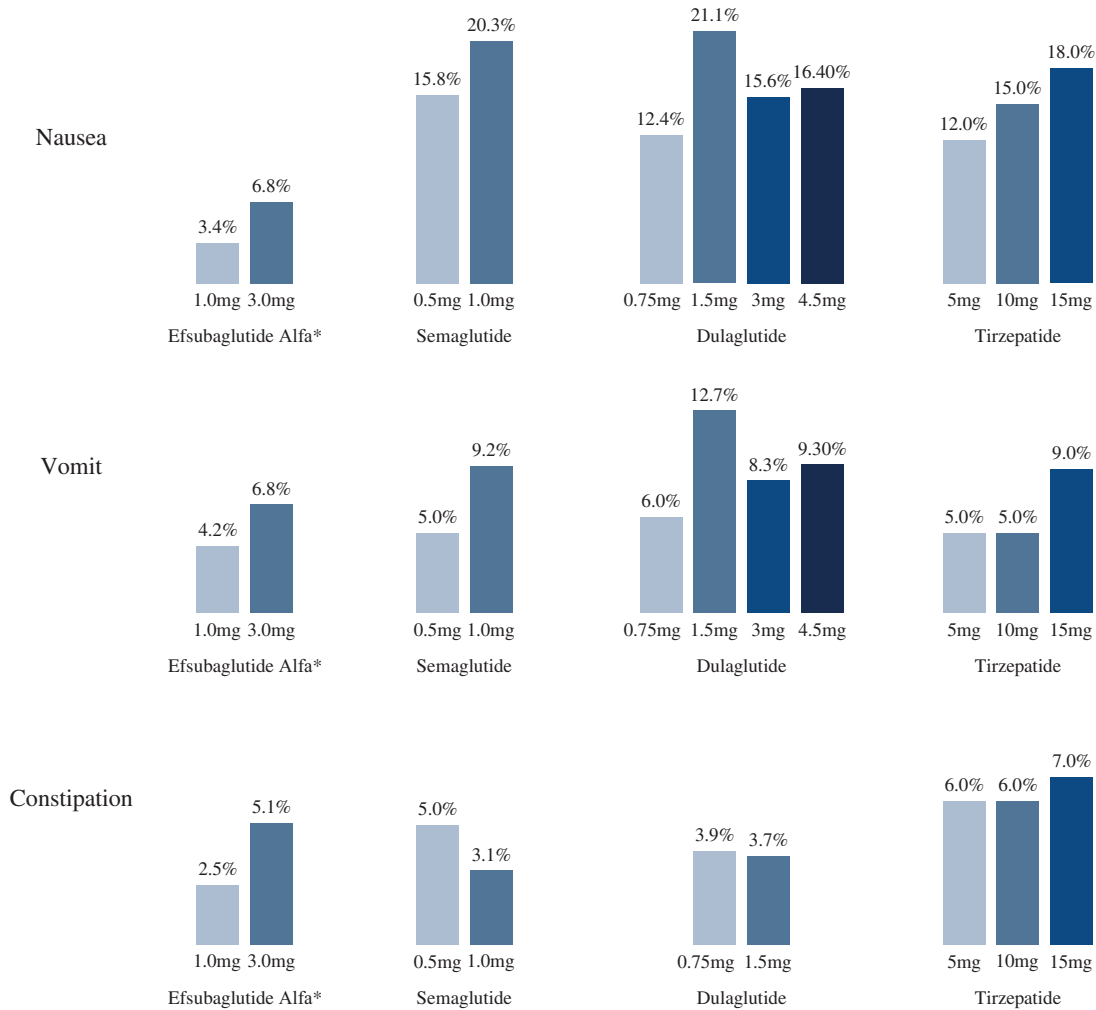 Nausea
3.4% 6.8% 15.8% 20.3% 12.4% 21.1% 15.6% 16.40% 12.0% 15.0% 18.0%
1.0mg 3.0mg 0.5mg 1.0mg 0.75mg 1.5mg 3mg 4.5mg 5mg 10mg 15mg
Efsubaglutide Alfa* Semaglutide Dulaglutide Tirzepatide
Vomit
4.2% 6.8% 5.0% 9.2% 6.0% 12.7% 8.3% 9.30% 5.0% 5.0% 9.0%
1.0mg 3.0mg 0.5mg 1.0mg 0.75mg 1.5mg 3mg 4.5mg 5mg 10mg 15mg
Efsubaglutide Alfa* Semaglutide Dulaglutide Tirzepatide
Constipation
2.5% 5.1% 5.0% 3.1% 3.9% 3.7% 6.0% 6.0% 7.0%
1.0mg 3.0mg 0.5mg 1.0mg 0.75mg 1.5mg 5mg 10mg 15mg
Efsubaglutide Alfa* Semaglutide Dulaglutide Tirzepatide